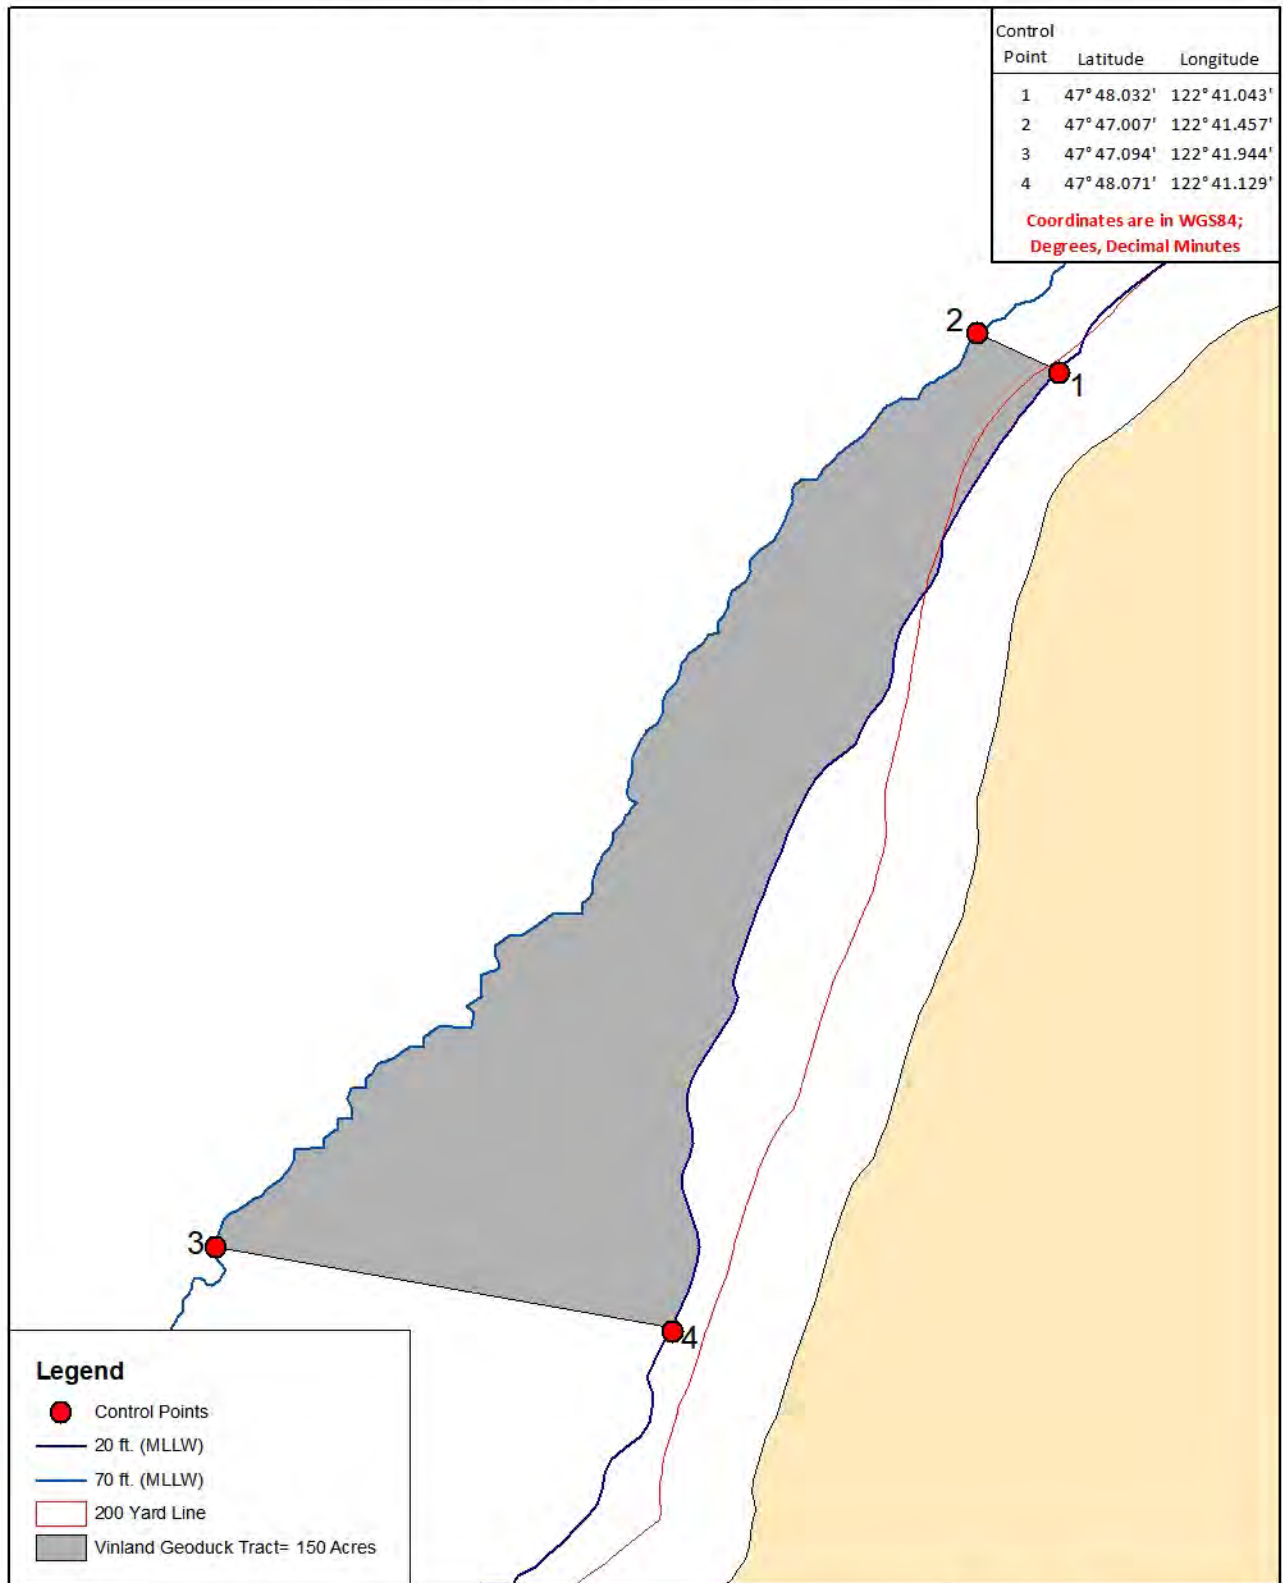 Control
Point Latitude Longitude
1 47° 48.032' 122° 41.043'
2 47° 47.007' 122° 41.457'
3 47° 47.094' 122° 41.944'
4 47° 48.071' 122° 41.129'
Coordinates are in WGS84;
Degrees, Decimal Minutes
2
1
3
4
Legend
Control Points
20 ft. (MLLW)
70 ft. (MLLW)
200 Yard Line
Vinland Geoduck Tract= 150 Acres